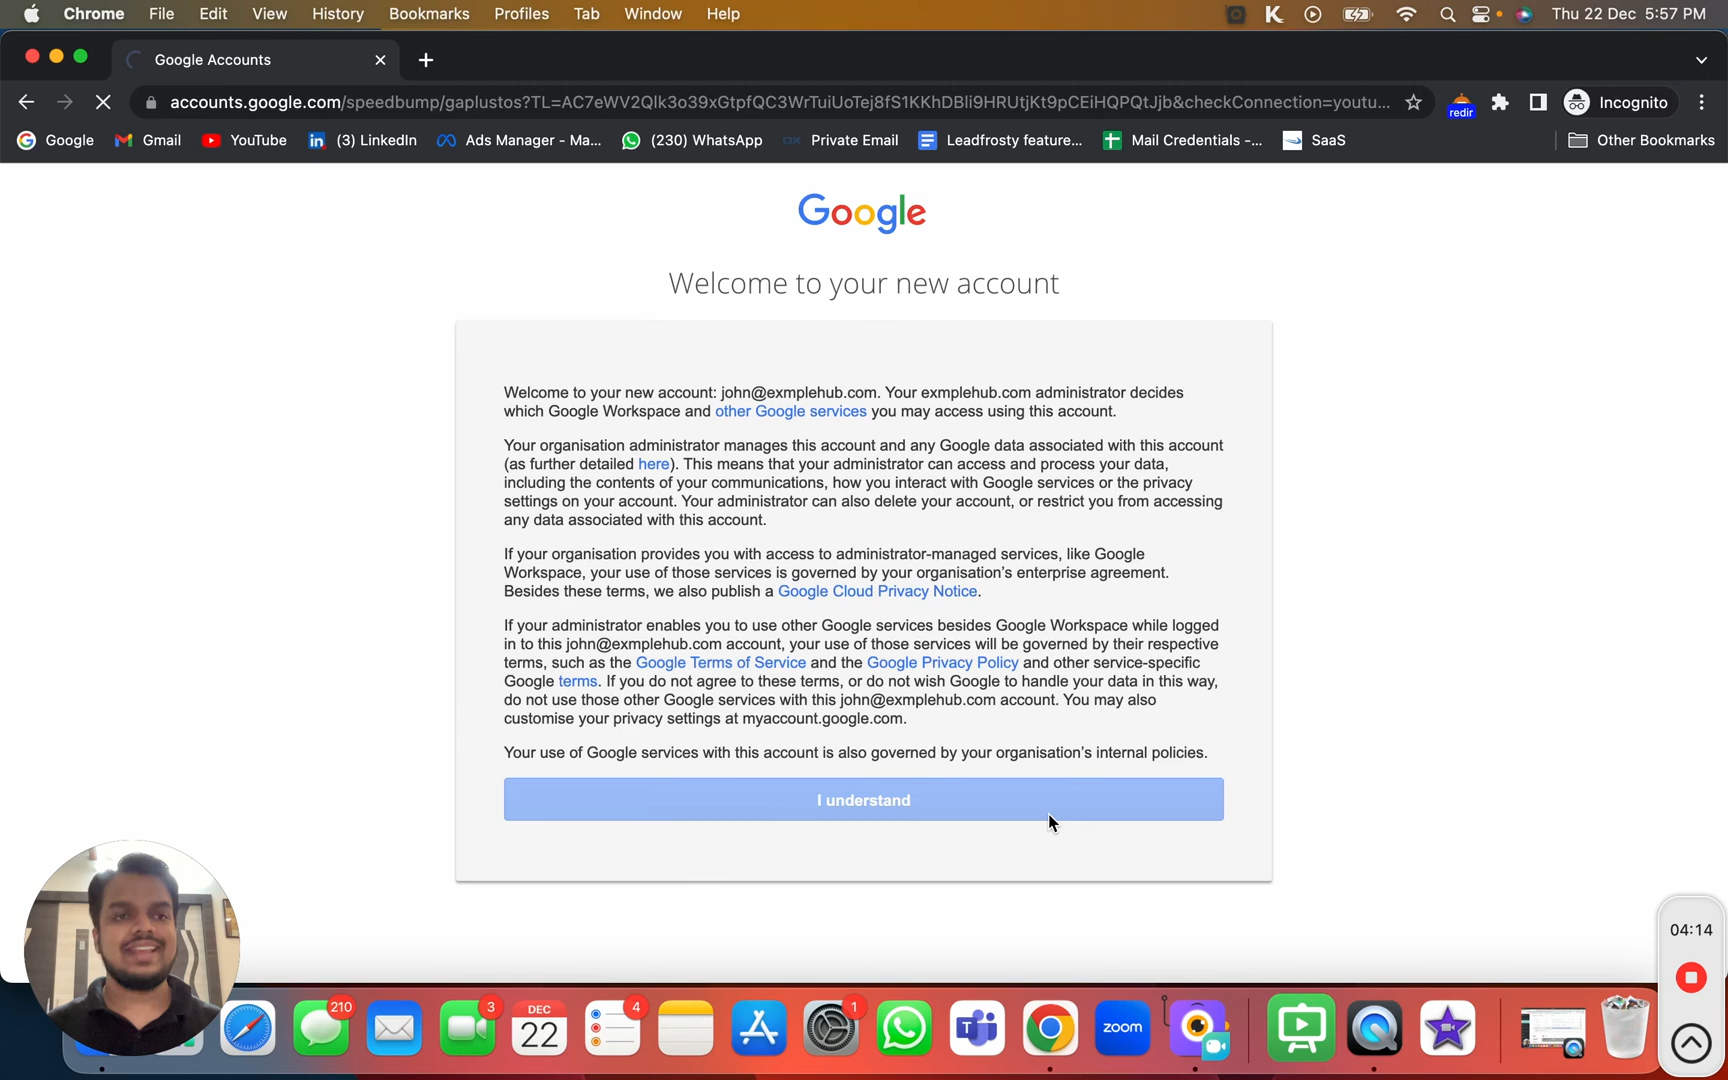 Chrome File Edit View History Bookmarks Profiles Tab Window Help Thu 22 Dec 5:57 PM
Google Accounts
accounts.google.com/speedbump/gaplustos?TL=AC7eWV2Qlk3o39xGtpfQC3WrTuiUoTej8fS1KKhDBli9HRUtjKt9pCEiHQPQtJjb&checkConnection=youtu... redir Incognito
Google Gmail YouTube (3) LinkedIn Ads Manager - Ma... (230) WhatsApp Private Email Leadfrosty feature... Mail Credentials -... SaaS Other Bookmarks
Google
Welcome to your new account
Welcome to your new account: john@exmplehub.com. Your exmplehub.com administrator decides
which Google Workspace and other Google services you may access using this account.
Your organisation administrator manages this account and any Google data associated with this account
(as further detailed here). This means that your administrator can access and process your data,
including the contents of your communications, how you interact with Google services or the privacy
settings on your account. Your administrator can also delete your account, or restrict you from accessing
any data associated with this account.
If your organisation provides you with access to administrator-managed services, like Google
Workspace, your use of those services is governed by your organisation's enterprise agreement.
Besides these terms, we also publish a Google Cloud Privacy Notice.
If your administrator enables you to use other Google services besides Google Workspace while logged
in to this john@exmplehub.com account, your use of those services will be governed by their respective
terms, such as the Google Terms of Service and the Google Privacy Policy and other service-specific
Google terms. If you do not agree to these terms, or do not wish Google to handle your data in this way,
do not use those other Google services with this john@exmplehub.com account. You may also
customise your privacy settings at myaccount.google.com.
Your use of Google services with this account is also governed by your organisation's internal policies.
I understand
04:14
210 3 DEC 4 1
22 zoom